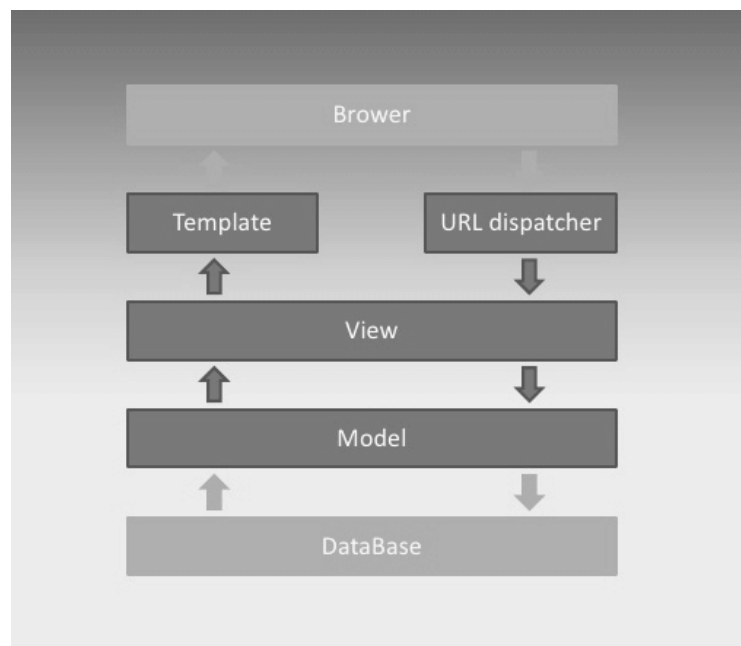 Brower
Template
URL dispatcher
View
Model
DataBase